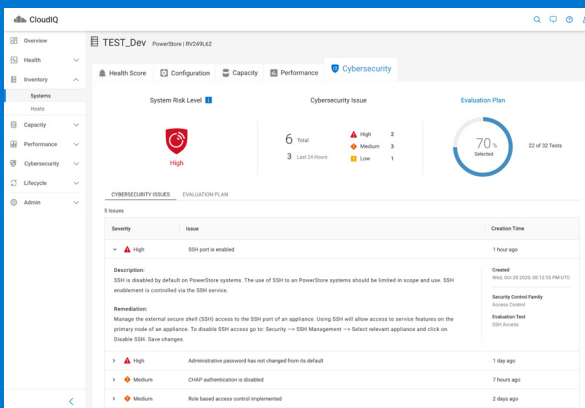 CloudIQ
Overview
Health
Inventory
Systems
Hosts
Capacity
Performance
Cybersecurity
Lifecycle
Admin
TEST_Dev PowerStore | RV249L62
Health Score Configuration Capacity Performance Cybersecurity
System Risk Level
High
Cybersecurity Issue
6 Total
3 Last 24-Hours
High 2
Medium 3
Low 1
Evaluation Plan
70 %
Selected
22 of 32 Tests
CYBERSECURITY ISSUES EVALUATION PLAN
5 Issues
Severity Issue Creation Time
High SSH port is enabled 1 hour ago
Description:
SSH is disabled by default on PowerStore systems. The use of SSH to an PowerStore systems should be limited in scope and use. SSH
enablement is controlled via the SSH service.
Remediation:
Manage the external secure shell (SSH) access to the SSH port of an appliance. Using SSH will allow access to service features on the
primary node of an appliance. To disable SSH access go to: Security --> SSH Management --> Select relevant appliance and click on
Disable SSH. Save changes.
Created
Wed, Oct 28 2020, 08:12:55 PM UTC
Security Control Family
Access Control
Evaluation Test
SSH Access
High Administrative password has not changed from its default 1 day ago
Medium CHAP authentication is disabled 7 hours ago
Medium Role based access control implemented 2 days ago